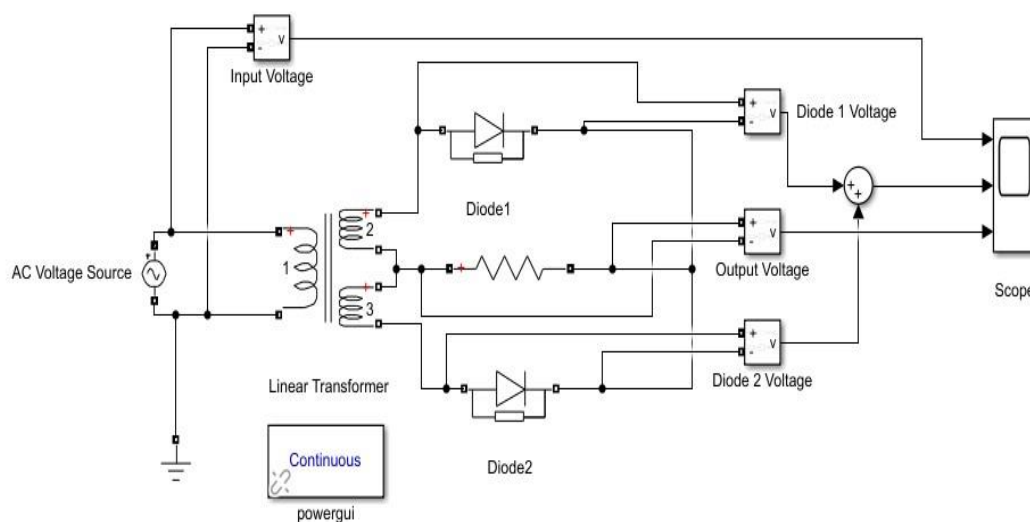 +
-
v
Input Voltage
+
-
v
Diode 1 Voltage
Diode1
+
2
+
1
AC Voltage Source
+
+
+
+
-
v
Output Voltage
Scope
+
3
+
-
v
Diode 2 Voltage
Linear Transformer
Diode2
Continuous
powergui